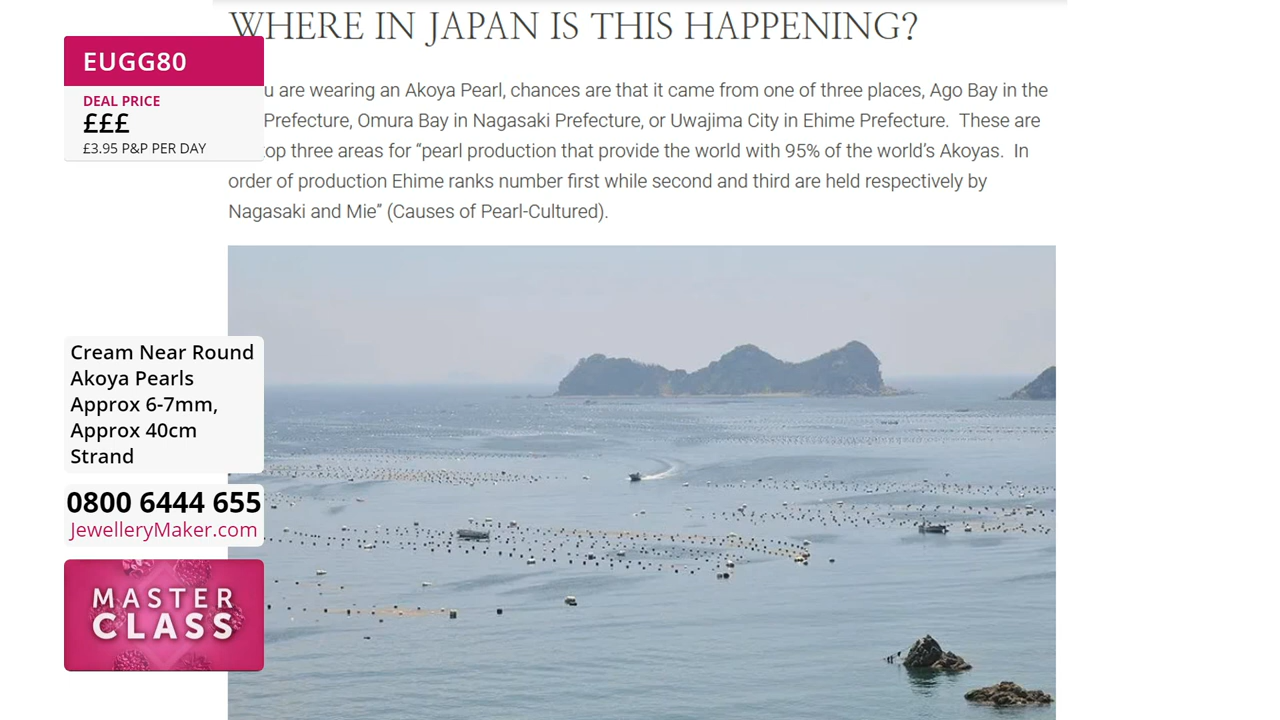 WHERE IN JAPAN IS THIS HAPPENING?
EUGG80
DEAL PRICE
£££
£3.95 P&P PER DAY
u are wearing an Akoya Pearl, chances are that it came from one of three places, Ago Bay in the
Prefecture, Omura Bay in Nagasaki Prefecture, or Uwajima City in Ehime Prefecture. These are
op three areas for “pearl production that provide the world with 95% of the world’s Akoyas. In
order of production Ehime ranks number first while second and third are held respectively by
Nagasaki and Mie” (Causes of Pearl-Cultured).
Cream Near Round
Akoya Pearls
Approx 6-7mm,
Approx 40cm
Strand
0800 6444 655
JewelleryMaker.com
MASTER
CLASS